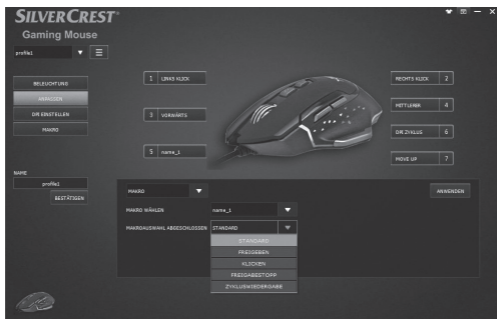 SILVERCREST®
Gaming Mouse
profile1
BELEUCHTUNG
ANPASSEN
DPI EINSTELLEN
MAKRO
NAME
profile1
BESTÄTIGEN
1 LINKS KLICK
3 VORWÄRTS
5 name_1
RECHTS KLICK 2
MITTLERER 4
DPI ZYKLUS 6
MOVE UP 7
MAKRO
ANWENDEN
MAKRO WÄHLEN name_1
MAKROAUSWAHL ABGESCHLOSSEN STANDARD
STANDARD
FREIGEBEN
KLICKEN
FREIGABESTOPP
ZYKLUSWIEDERGABE